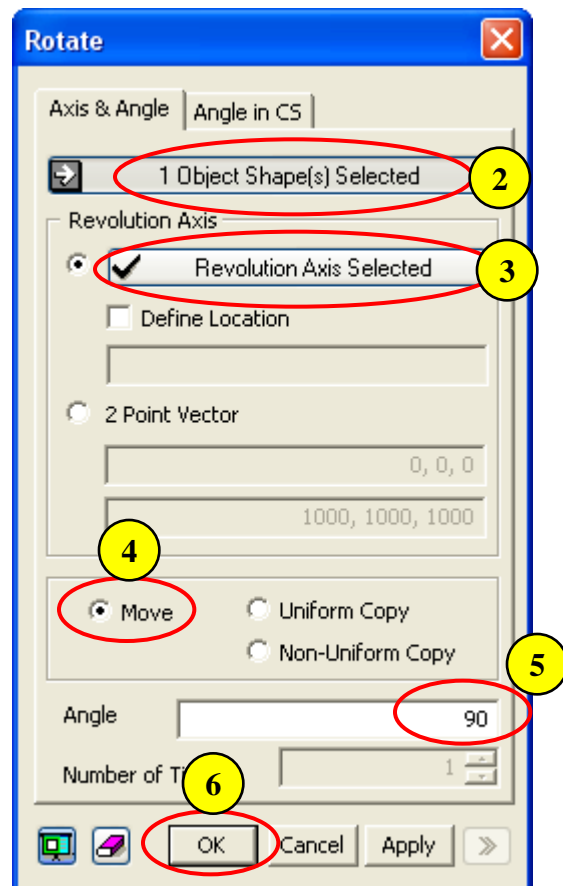 Rotate
Axis & Angle Angle in CS
1 Object Shape(s) Selected 2
Revolution Axis
Revolution Axis Selected 3
Define Location
2 Point Vector
0, 0, 0
1000, 1000, 1000
4
Move Uniform Copy
Non-Uniform Copy
5
Angle 90
Number of 1
6
OK Cancel Apply